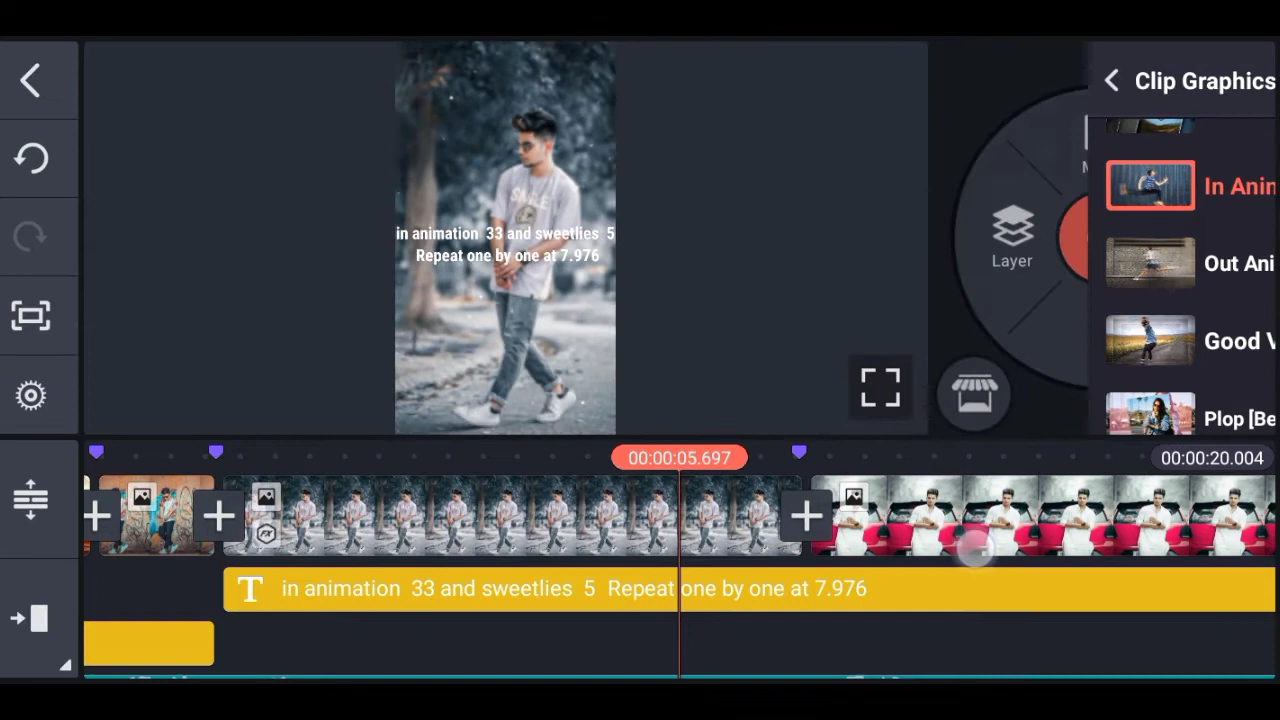 Clip Graphics
In Anin
Layer
Out Ani
in animation  33 and sweetlies  5
Repeat one by one at 7.976
Good V
Plop [Be
00:00:05.697
00:00:20.004
T in animation  33 and sweetlies  5  Repeat one by one at 7.976